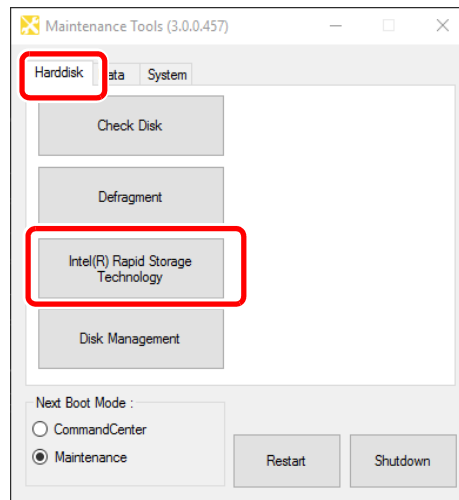 Maintenance Tools (3.0.0.457)
Harddisk ata System
Check Disk
Defragment
Intel(R) Rapid Storage
Technology
Disk Management
Next Boot Mode :
CommandCenter
Maintenance
Restart Shutdown